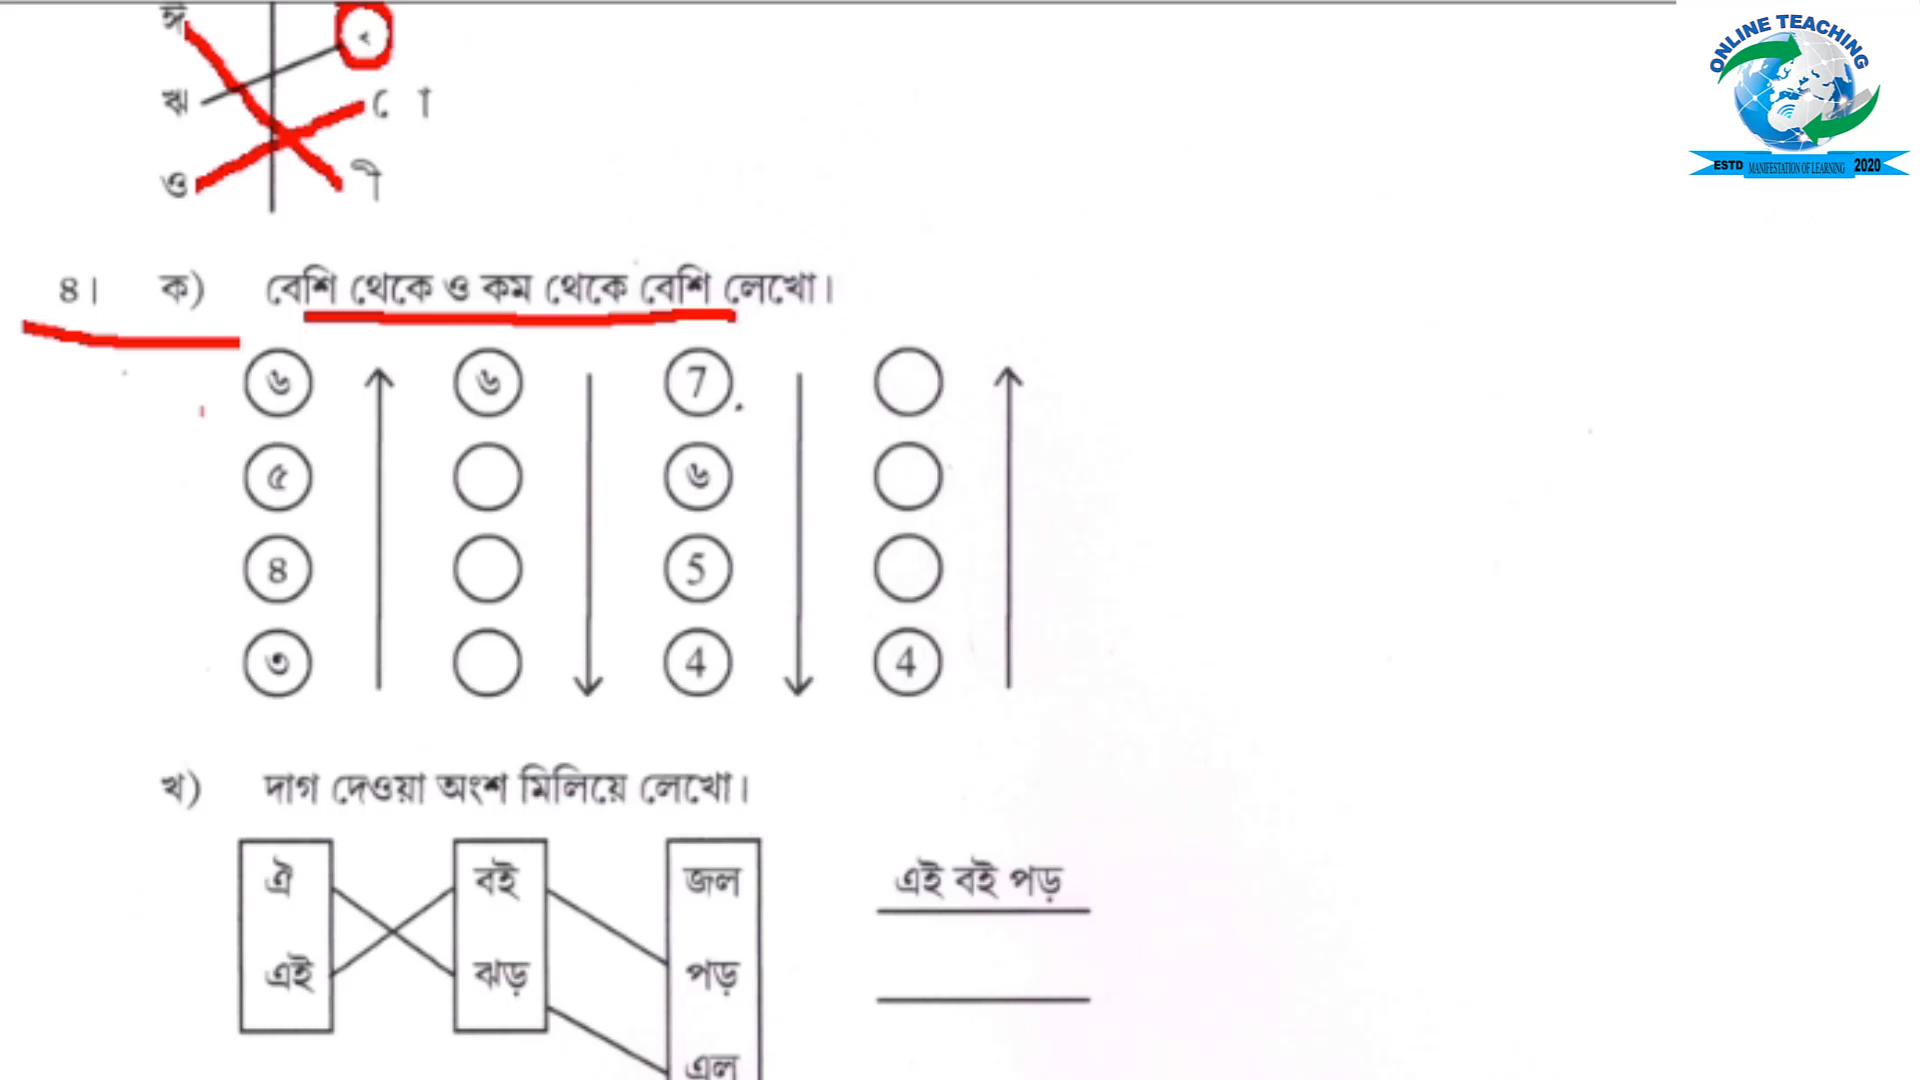 ঈ
ঋ ো
ও ী
ONLINE TEACHING
ESTD MANIFESTATION OF LEARNING 2020
৪। ক) বেশি থেকে ও কম থেকে বেশি লেখো।
৬ ৬ 7
৫ ৬
৪ 5
৩ 4 4
খ) দাগ দেওয়া অংশ মিলিয়ে লেখো।
ঐ বই জল এই বই পড়
এই ঝড় পড়
এল